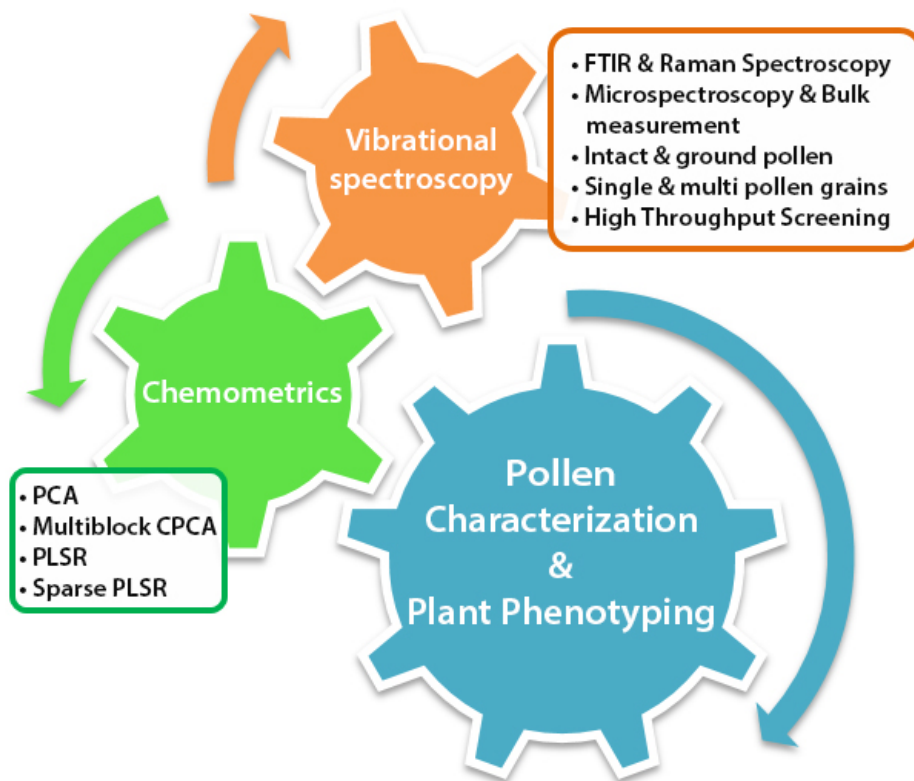 Vibrational
spectroscopy
• FTIR & Raman Spectroscopy
• Microspectroscopy & Bulk
measurement
• Intact & ground pollen
• Single & multi pollen grains
• High Throughput Screening
Chemometrics
• PCA
• Multiblock CPCA
• PLSR
• Sparse PLSR
Pollen
Characterization
&
Plant Phenotyping